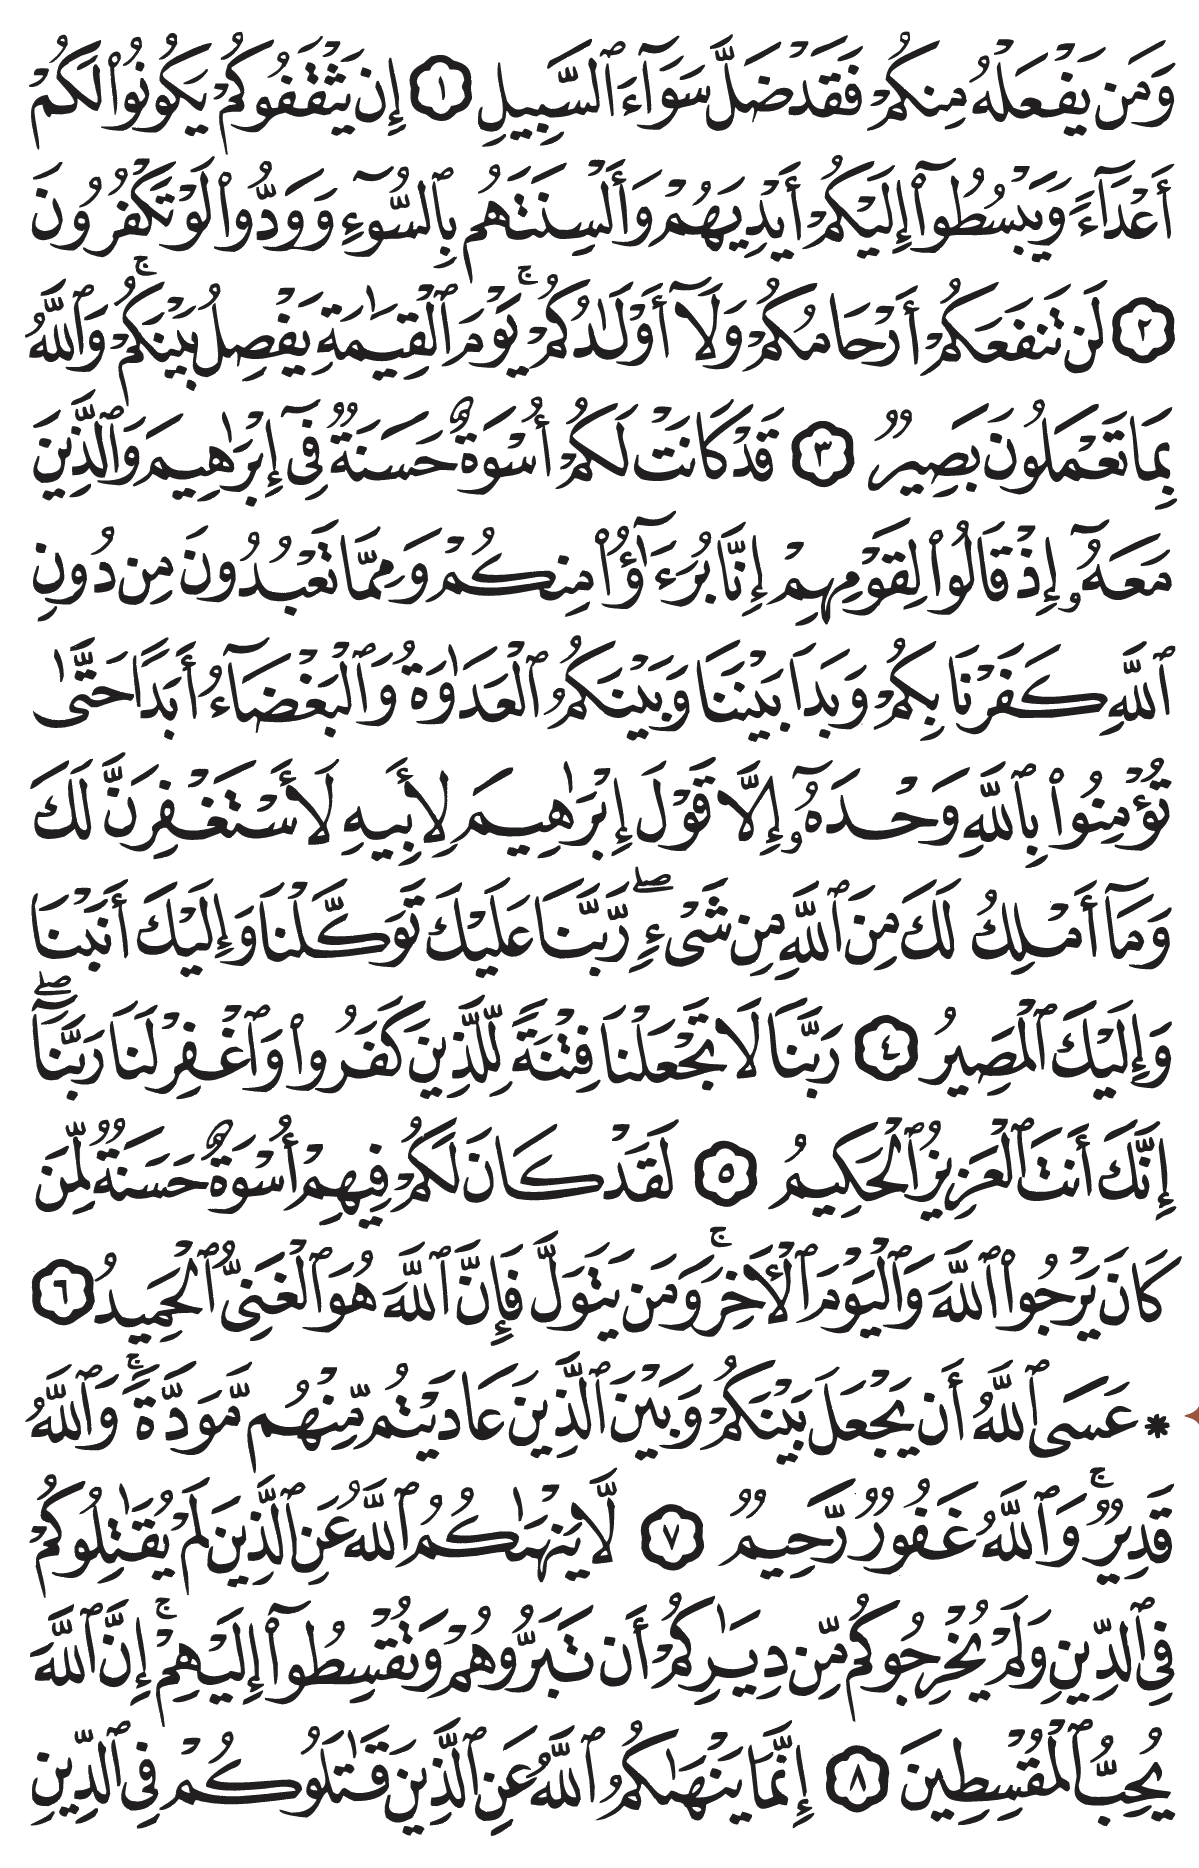 وَمَن يَفْعَلْهُ مِنكُمْ فَقَدْ ضَلَّ سَوَآءَ ٱلسَّبِيلِ ١ إِن يَثْقَفُوكُمْ يَكُونُوا۟ لَكُمْ
أَعْدَآءً وَيَبْسُطُوٓا۟ إِلَيْكُمْ أَيْدِيَهُمْ وَأَلْسِنَتَهُم بِٱلسُّوٓءِ وَوَدُّوا۟ لَوْ تَكْفُرُونَ
٢ لَن تَنفَعَكُمْ أَرْحَامُكُمْ وَلَآ أَوْلَـٰدُكُمْ ۚ يَوْمَ ٱلْقِيَـٰمَةِ يَفْصِلُ بَيْنَكُمْ ۚ وَٱللَّهُ
بِمَا تَعْمَلُونَ بَصِيرٌ ٣ قَدْ كَانَتْ لَكُمْ أُسْوَةٌ حَسَنَةٌ فِىٓ إِبْرَٰهِيمَ وَٱلَّذِينَ
مَعَهُۥٓ إِذْ قَالُوا۟ لِقَوْمِهِمْ إِنَّا بُرَءَٰٓؤُا۟ مِنكُمْ وَمِمَّا تَعْبُدُونَ مِن دُونِ
ٱللَّهِ كَفَرْنَا بِكُمْ وَبَدَا بَيْنَنَا وَبَيْنَكُمُ ٱلْعَدَٰوَةُ وَٱلْبَغْضَآءُ أَبَدًا حَتَّىٰ
تُؤْمِنُوا۟ بِٱللَّهِ وَحْدَهُۥٓ إِلَّا قَوْلَ إِبْرَٰهِيمَ لِأَبِيهِ لَأَسْتَغْفِرَنَّ لَكَ
وَمَآ أَمْلِكُ لَكَ مِنَ ٱللَّهِ مِن شَىْءٍ ۖ رَّبَّنَا عَلَيْكَ تَوَكَّلْنَا وَإِلَيْكَ أَنَبْنَا
وَإِلَيْكَ ٱلْمَصِيرُ ٤ رَبَّنَا لَا تَجْعَلْنَا فِتْنَةً لِّلَّذِينَ كَفَرُوا۟ وَٱغْفِرْ لَنَا رَبَّنَآ ۖ
إِنَّكَ أَنتَ ٱلْعَزِيزُ ٱلْحَكِيمُ ٥ لَقَدْ كَانَ لَكُمْ فِيهِمْ أُسْوَةٌ حَسَنَةٌ لِّمَن
كَانَ يَرْجُوا۟ ٱللَّهَ وَٱلْيَوْمَ ٱلْـَٔاخِرَ ۚ وَمَن يَتَوَلَّ فَإِنَّ ٱللَّهَ هُوَ ٱلْغَنِىُّ ٱلْحَمِيدُ ٦
* عَسَى ٱللَّهُ أَن يَجْعَلَ بَيْنَكُمْ وَبَيْنَ ٱلَّذِينَ عَادَيْتُم مِّنْهُم مَّوَدَّةً ۚ وَٱللَّهُ
قَدِيرٌ ۚ وَٱللَّهُ غَفُورٌ رَّحِيمٌ ٧ لَّا يَنْهَىٰكُمُ ٱللَّهُ عَنِ ٱلَّذِينَ لَمْ يُقَـٰتِلُوكُمْ
فِى ٱلدِّينِ وَلَمْ يُخْرِجُوكُم مِّن دِيَـٰرِكُمْ أَن تَبَرُّوهُمْ وَتُقْسِطُوٓا۟ إِلَيْهِمْ ۚ إِنَّ ٱللَّهَ
يُحِبُّ ٱلْمُقْسِطِينَ ٨ إِنَّمَا يَنْهَىٰكُمُ ٱللَّهُ عَنِ ٱلَّذِينَ قَـٰتَلُوكُمْ فِى ٱلدِّينِ